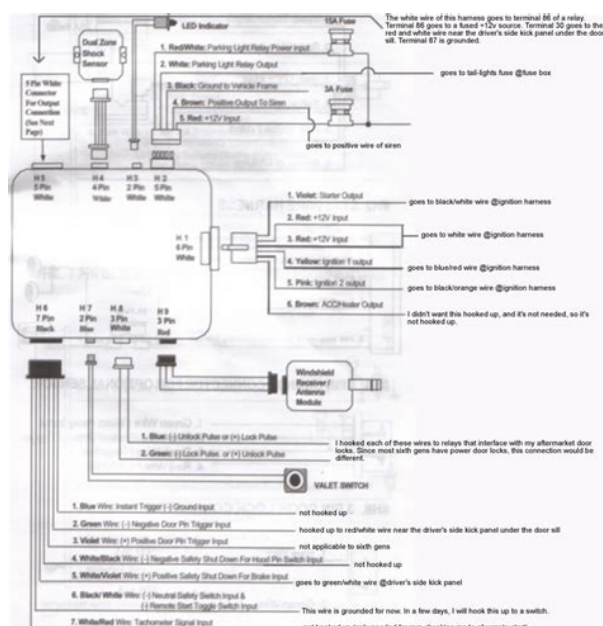 The white wire of this harness goes to terminal 86 of a relay.
Terminal 86 goes to a fused +12v source. Terminal 30 goes to the
red and white wire near the driver's side kick panel under the door
sill. Terminal 87 is grounded.
LED Indicator
15A Fuse
Dual Zone
Shock
Sensor
1. Red/White: Parking Light Relay Power input
2. White: Parking Light Relay Output
goes to tail-lights fuse @fuse box
3. Black: Ground to Vehicle Frame
3A Fuse
4. Brown: Positive Output To Siren
5. Red: +12V Input
goes to positive wire of siren
5 Pin White
Connector
For Output
Connection
(See Next
Page)
H 5
5 Pin
White
H 4
4 Pin
White
H 3
2 Pin
White
H 2
5 Pin
White
H 1
6 Pin
White
1. Violet: Starter Output
goes to black/white wire @ignition harness
2. Red: +12V Input
3. Red: +12V Input
goes to white wire @ignition harness
4. Yellow: Ignition 1 output
goes to blue/red wire @ignition harness
5. Pink: Ignition 2 output
goes to black/orange wire @ignition harness
6. Brown: ACC/Heater Output
I didn't want this hooked up, and it's not needed, so it's
not hooked up.
H 6
7 Pin
Black
H 7
2 Pin
Blue
H 8
3 Pin
White
H 9
3 Pin
Red
Windshield
Receiver /
Antenna
Module
1. Blue: (-) Unlock Pulse or (+) Lock Pulse
2. Green: (-) Lock Pulse. or (+) Unlock Pulse
I hooked each of these wires to relays that interface with my aftermarket door
locks. Since most sixth gens have power door locks, this connection would be
different.
VALET SWITCH
1. Blue Wire: Instant Trigger (-) Ground Input
not hooked up
2. Green Wire: (-) Negative Door Pin Trigger Input
hooked up to red/white wire near the driver's side kick panel under the door sill
3. Violet Wire: (+) Positive Door Pin Trigger Input
not applicable to sixth gens
4. White/Black Wire: (-) Negative Safety Shut Down For Hood Pin Switch Input
not hooked up
5. White/Violet Wire: (+) Positive Safety Shut Down For Brake Input
goes to green/white wire @driver's side kick panel
6. Black/ White Wire: (-) Neutral Safety Switch Input &
(-) Remote Start Toggle Switch Input
This wire is grounded for now. In a few days, I will hook this up to a switch.
7. White/Red Wire: Tachometer Signal Input